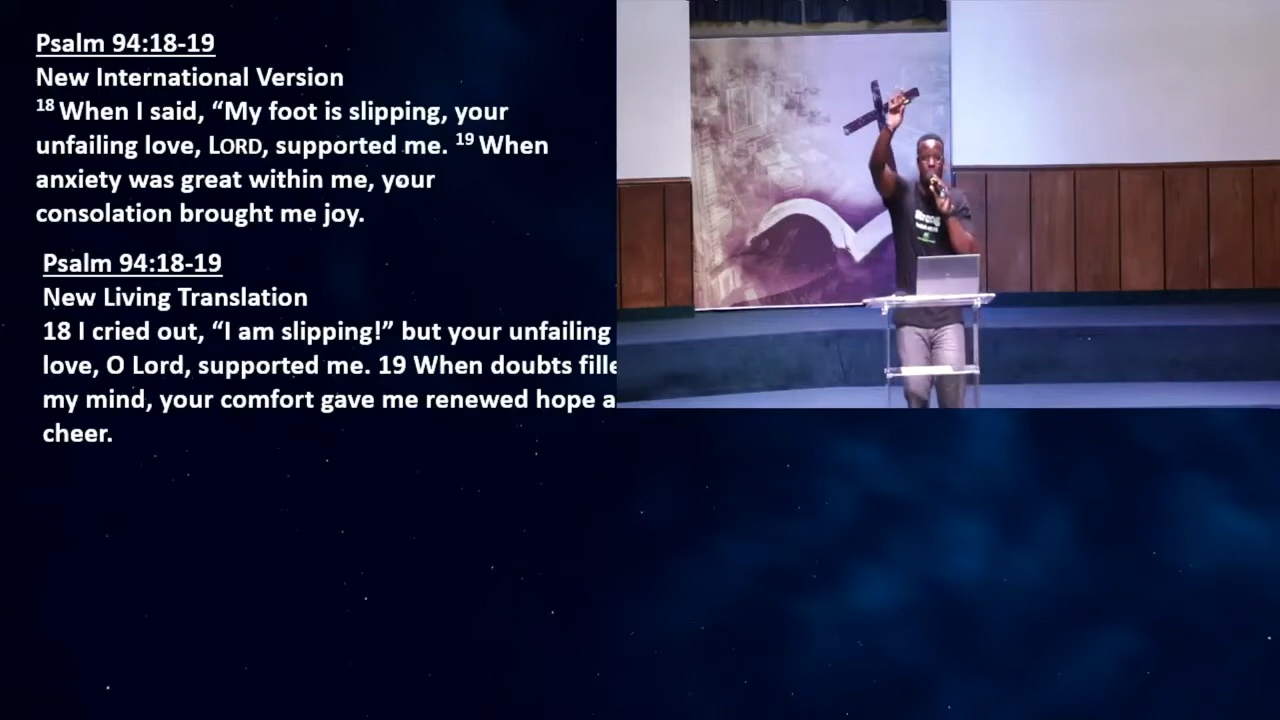 Psalm 94:18-19
New International Version
18 When I said, “My foot is slipping, your
unfailing love, LORD, supported me. 19 When
anxiety was great within me, your
consolation brought me joy.
Psalm 94:18-19
New Living Translation
18 I cried out, “I am slipping!” but your unfailing
love, O Lord, supported me. 19 When doubts fille
my mind, your comfort gave me renewed hope a
cheer.
Strong